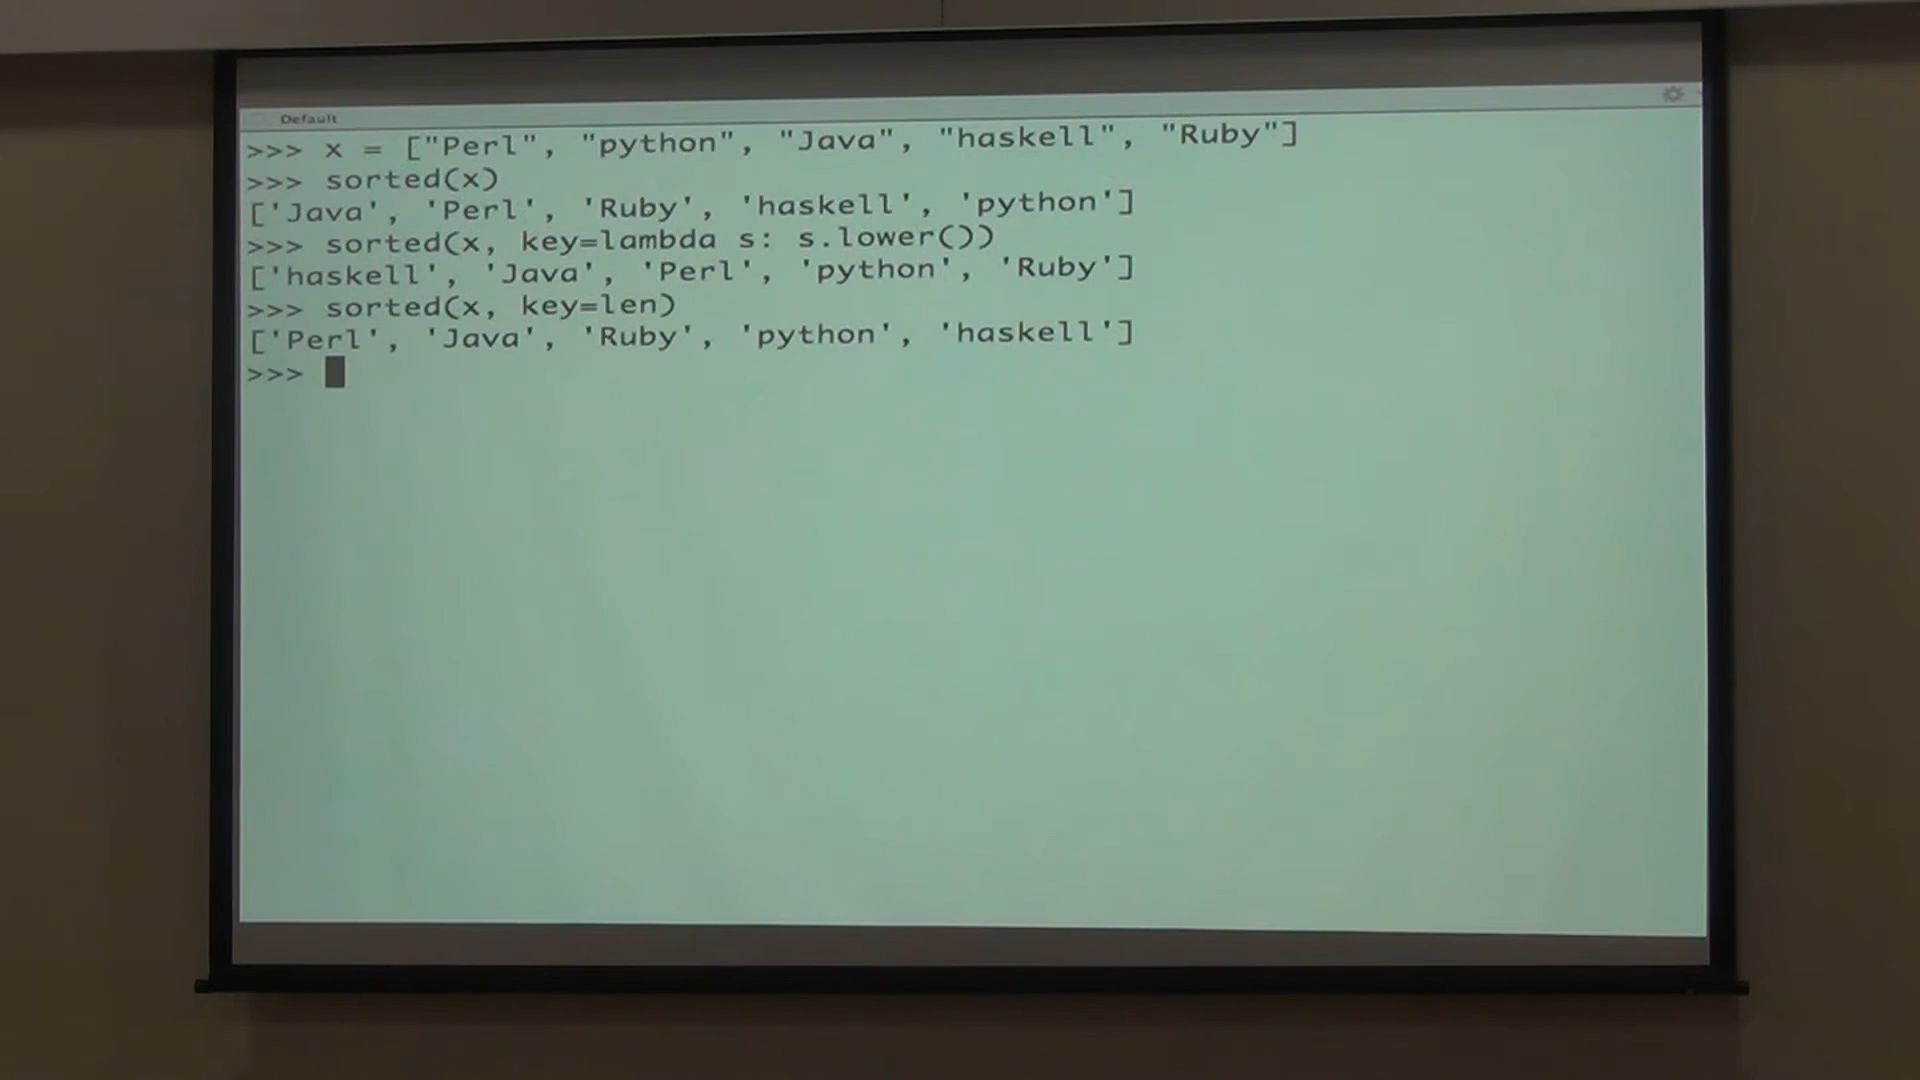 Default
>>> x = ["Perl", "python", "Java", "haskell", "Ruby"]
>>> sorted(x)
['Java', 'Perl', 'Ruby', 'haskell', 'python']
>>> sorted(x, key=lambda s: s.lower())
['haskell', 'Java', 'Perl', 'python', 'Ruby']
>>> sorted(x, key=len)
['Perl', 'Java', 'Ruby', 'python', 'haskell']
>>>